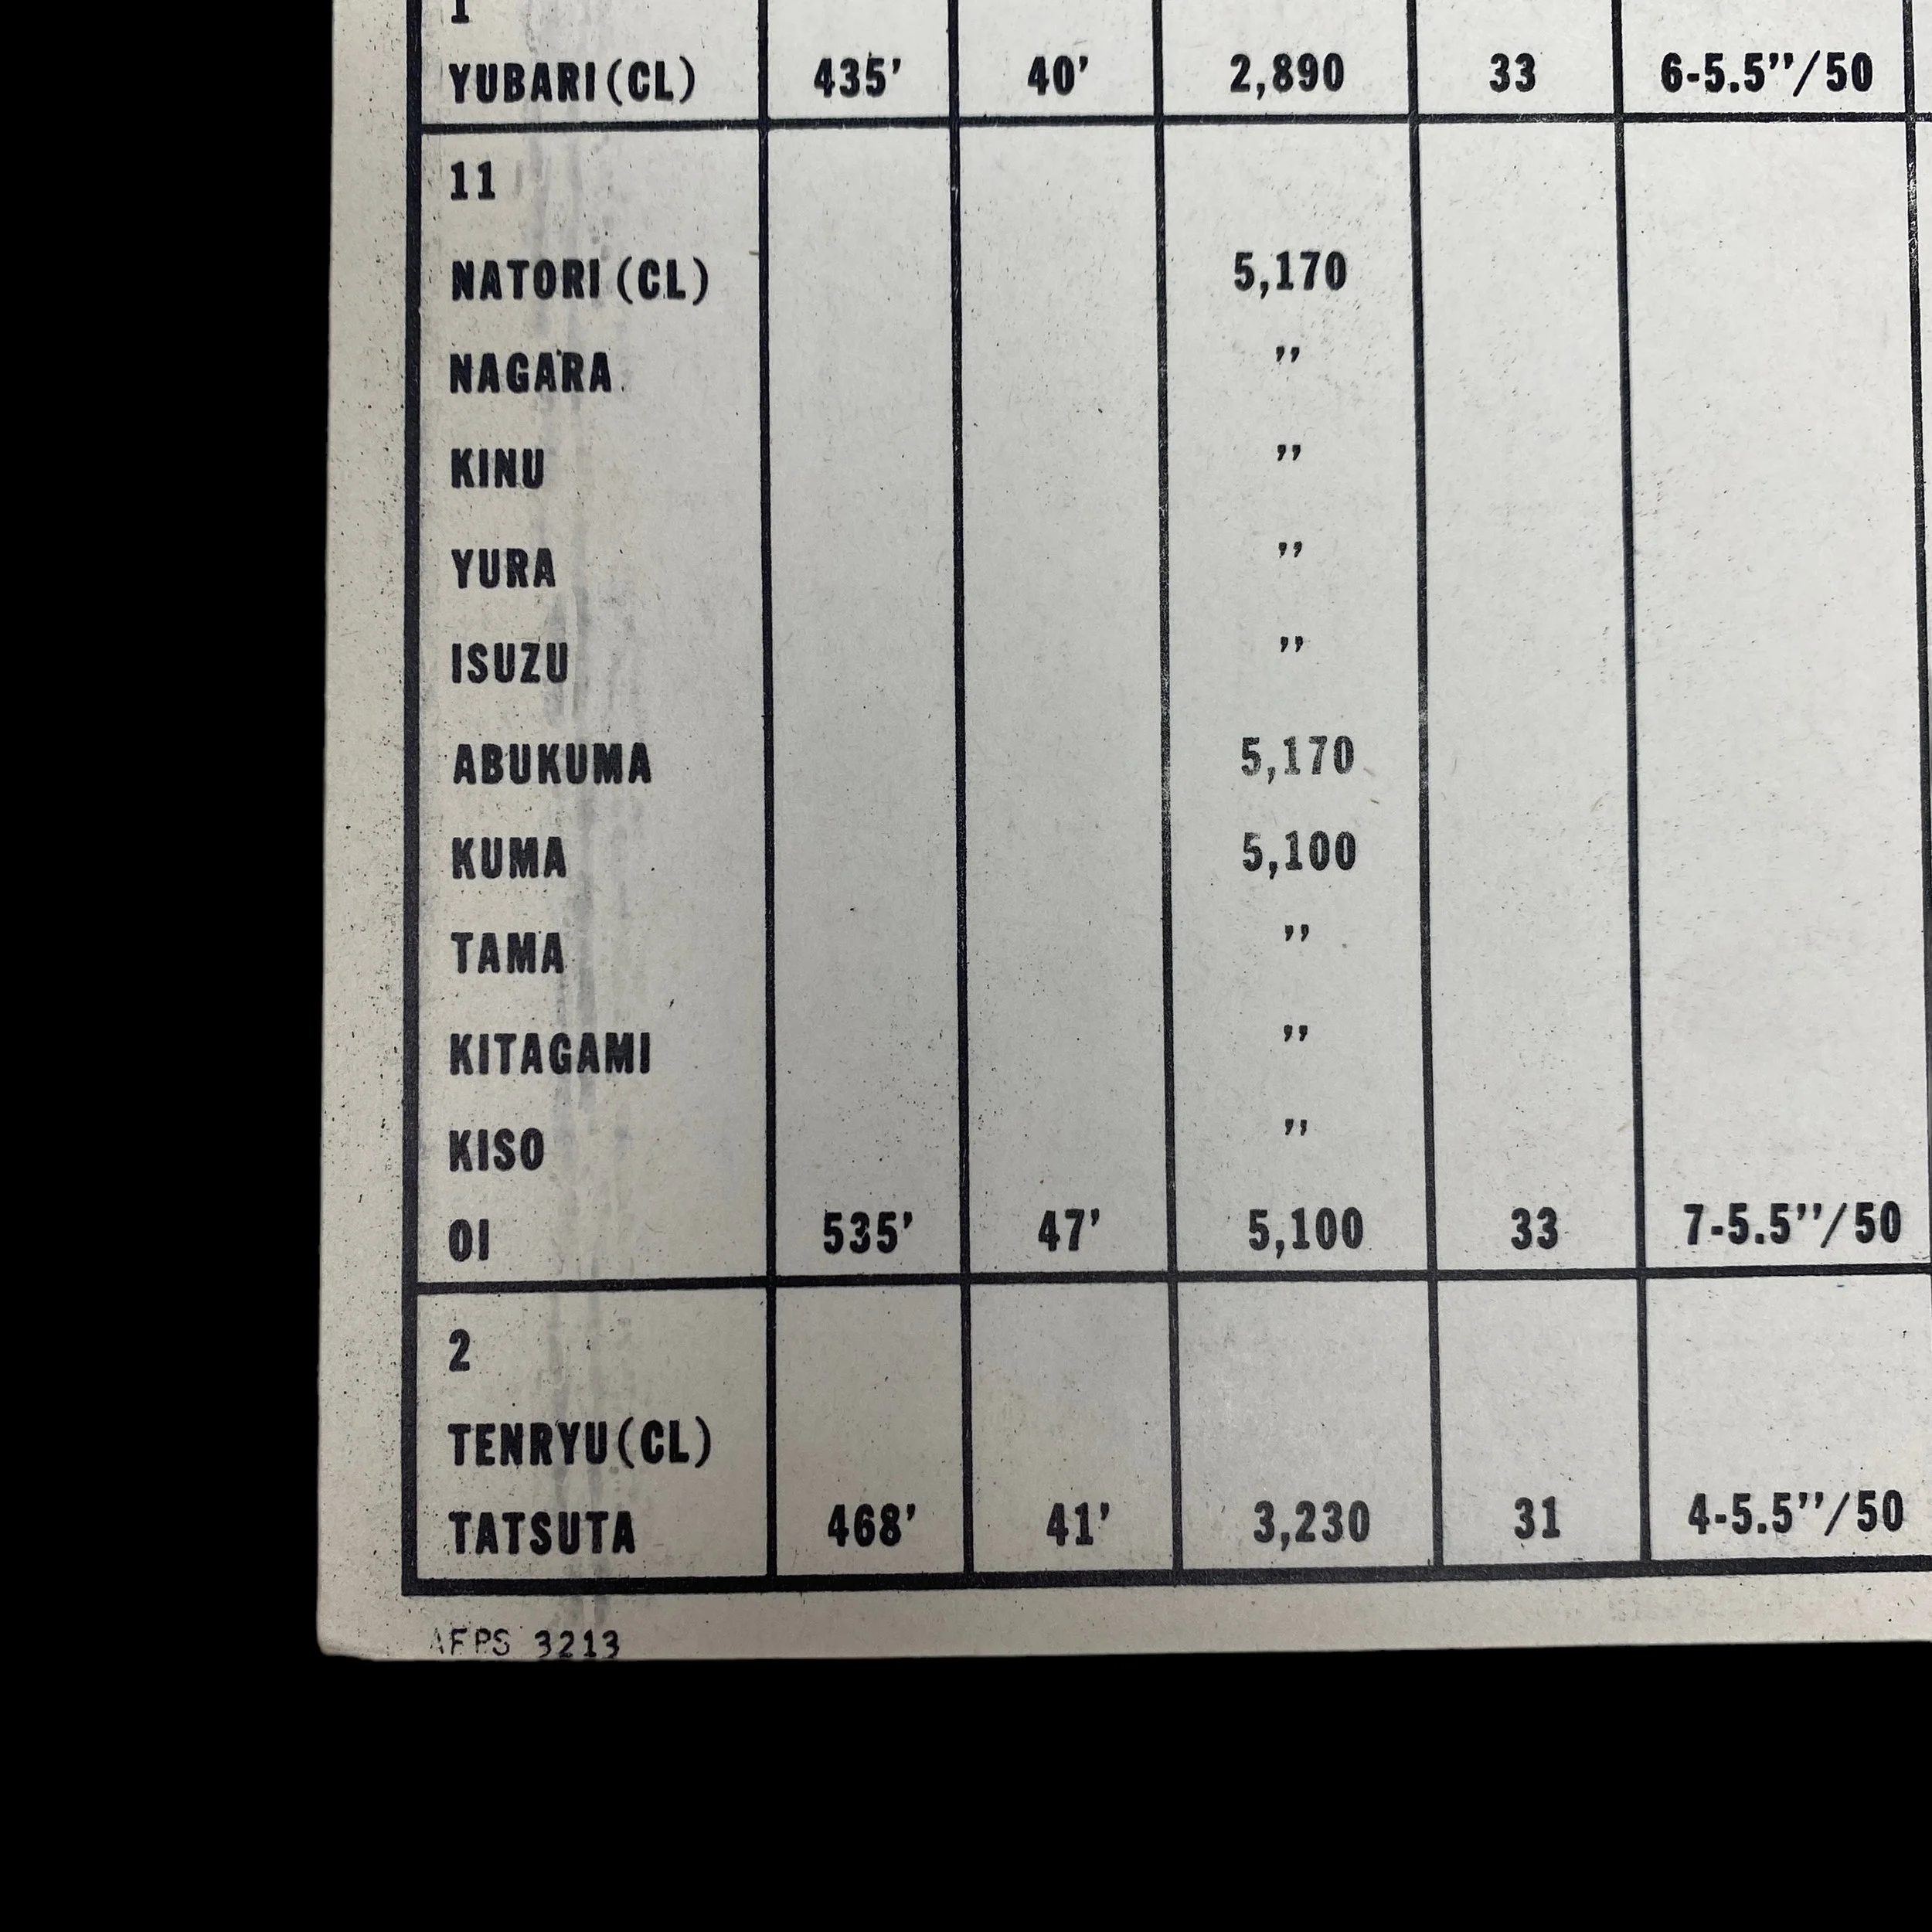 1
YUBARI (CL) 435' 40' 2,890 33 6-5.5''/50
11
NATORI (CL) 5,170
NAGARA ''
KINU ''
YURA ''
ISUZU ''
ABUKUMA 5,170
KUMA 5,100
TAMA ''
KITAGAMI ''
KISO ''
OI 535' 47' 5,100 33 7-5.5''/50
2
TENRYU (CL)
TATSUTA 468' 41' 3,230 31 4-5.5''/50
AFPS 3213